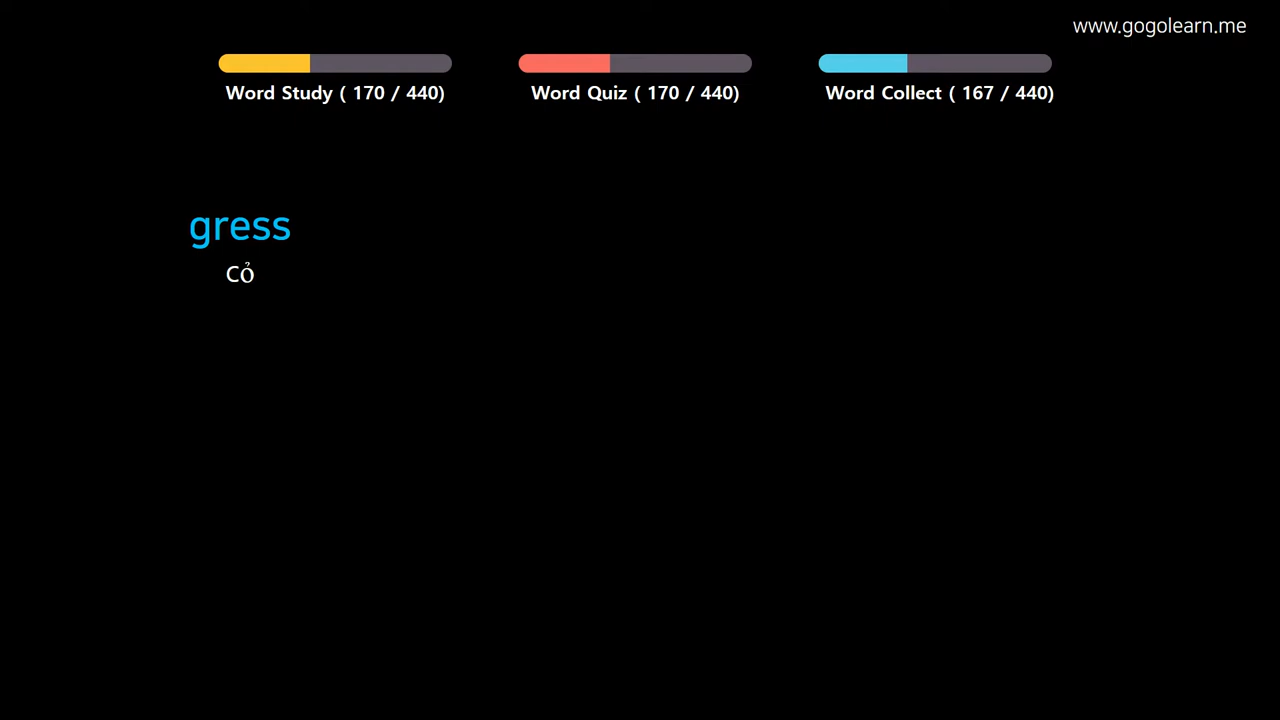 www.gogolearn.me
Word Study ( 170 / 440)
Word Quiz ( 170 / 440)
Word Collect ( 167 / 440)
gress
Cỏ